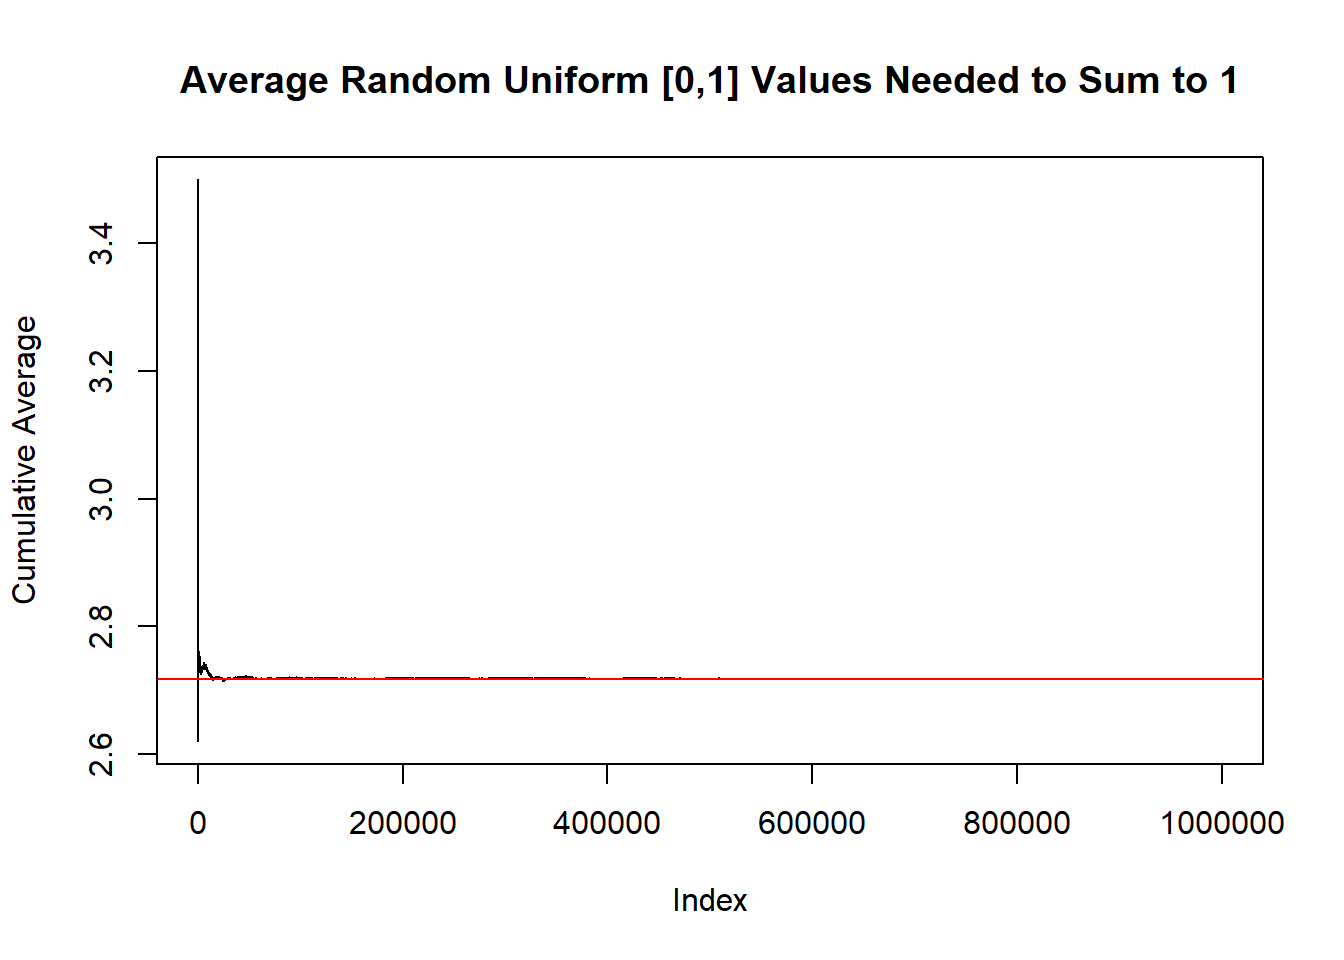 Average Random Uniform [0,1] Values Needed to Sum to 1
Cumulative Average
3.4
3.2
3.0
2.8
2.6
0 200000 400000 600000 800000 1000000
Index